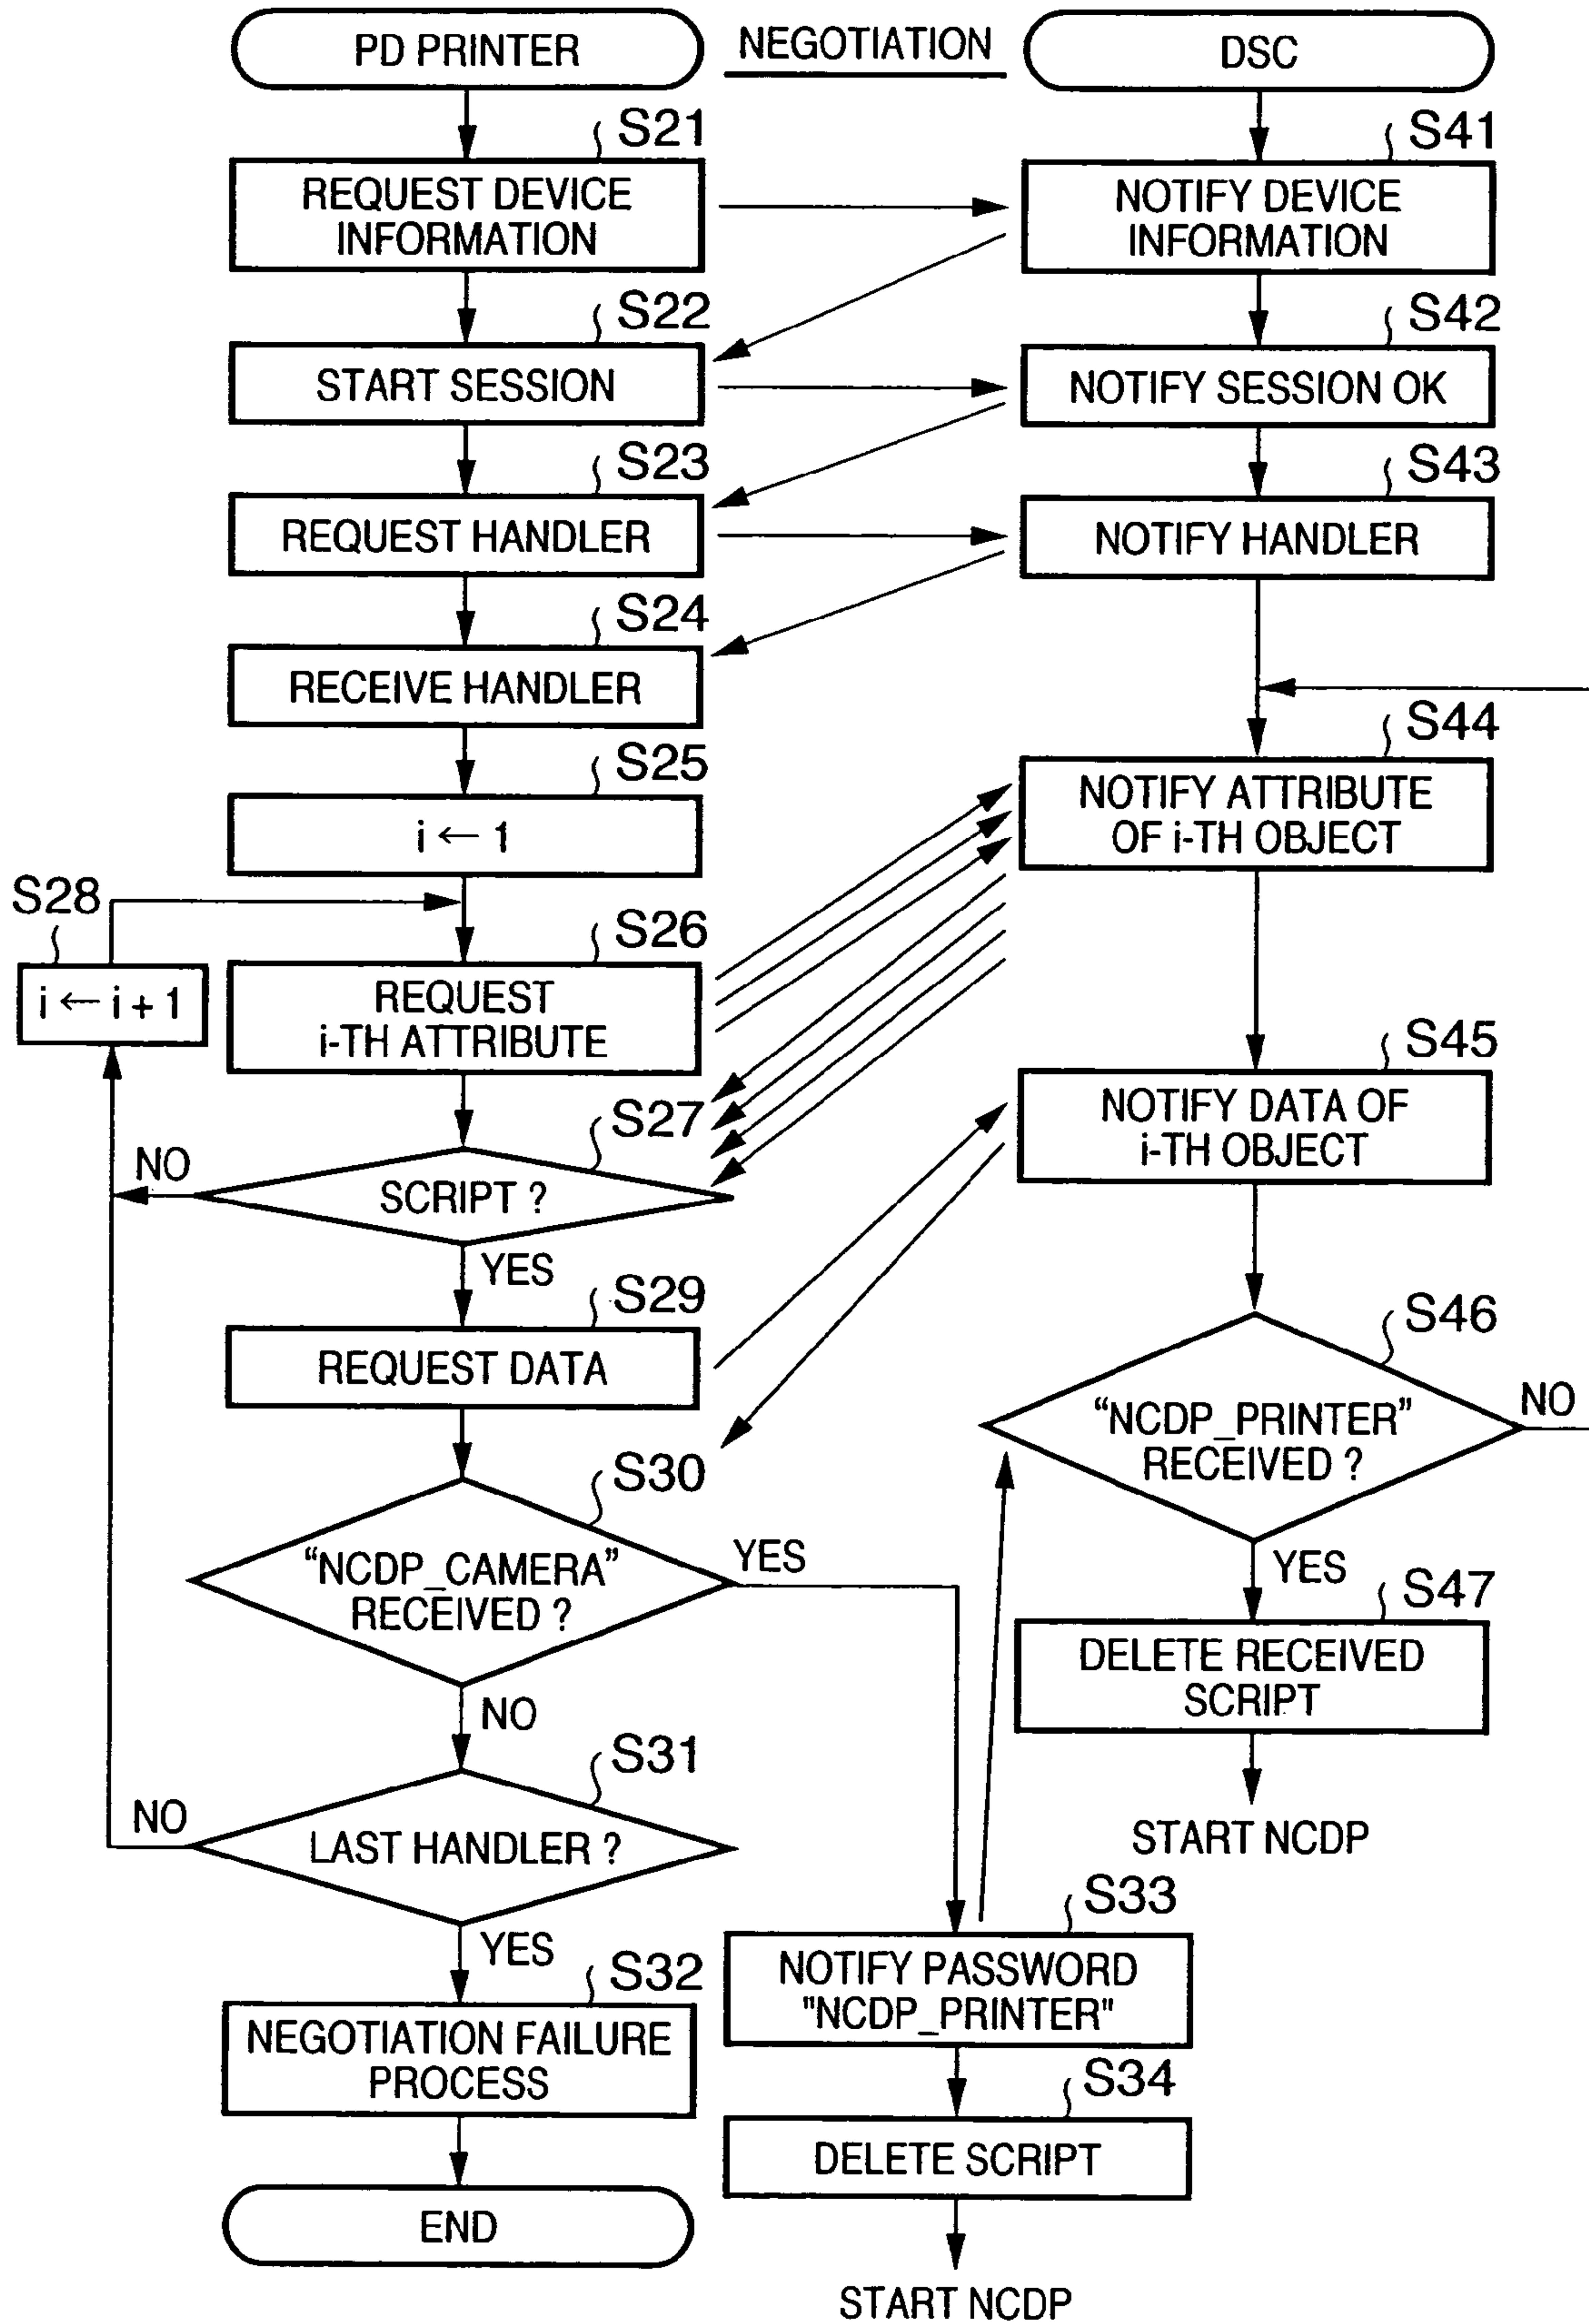 PD PRINTER
NEGOTIATION
DSC
S21
REQUEST DEVICE
INFORMATION
S41
NOTIFY DEVICE
INFORMATION
S22
START SESSION
S42
NOTIFY SESSION OK
S23
REQUEST HANDLER
S43
NOTIFY HANDLER
S24
RECEIVE HANDLER
S25
i ← 1
S44
NOTIFY ATTRIBUTE
OF i-TH OBJECT
S28
i ← i + 1
S26
REQUEST
i-TH ATTRIBUTE
S45
NOTIFY DATA OF
i-TH OBJECT
S27
SCRIPT ?
NO
YES
S29
REQUEST DATA
S46
“NCDP_PRINTER”
RECEIVED ?
NO
YES
S30
“NCDP_CAMERA”
RECEIVED ?
YES
NO
S47
DELETE RECEIVED
SCRIPT
START NCDP
S31
LAST HANDLER ?
NO
YES
S33
NOTIFY PASSWORD
"NCDP_PRINTER"
S32
NEGOTIATION FAILURE
PROCESS
S34
DELETE SCRIPT
END
START NCDP